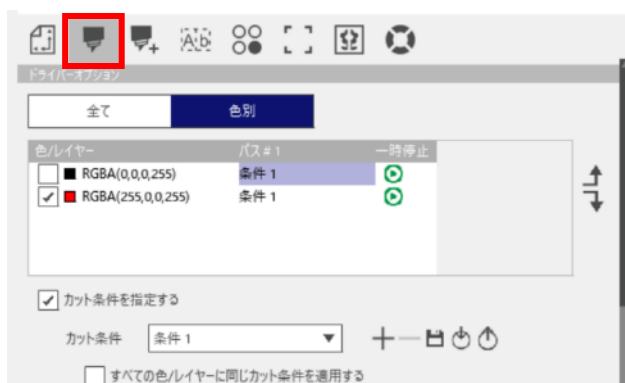 Ab
ドライバーオプション
全て 色別
色/レイヤー パス#1 一時停止
RGBA(0,0,0,255) 条件 1
RGBA(255,0,0,255) 条件 1
カット条件を指定する
カット条件 条件 1
すべての色/レイヤーに同じカット条件を適用する